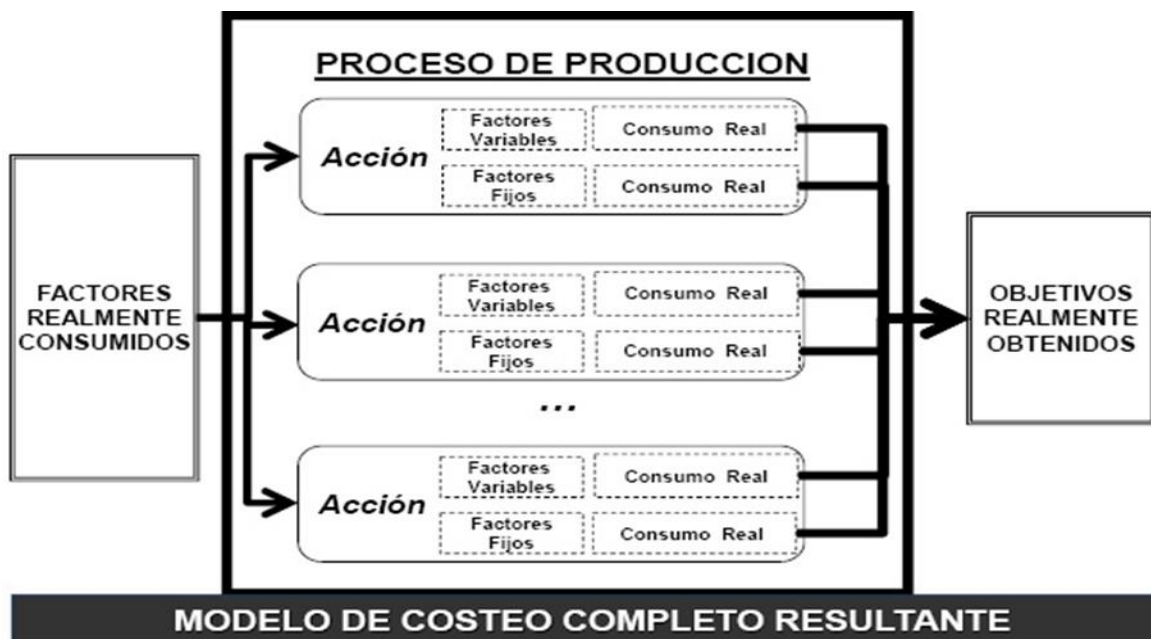 PROCESO DE PRODUCCION
FACTORES
REALMENTE
CONSUMIDOS
Acción
Factores
Variables
Consumo Real
Factores
Fijos
Consumo Real
Acción
Factores
Variables
Consumo Real
Factores
Fijos
Consumo Real
...
Acción
Factores
Variables
Consumo Real
Factores
Fijos
Consumo Real
OBJETIVOS
REALMENTE
OBTENIDOS
MODELO DE COSTEO COMPLETO RESULTANTE